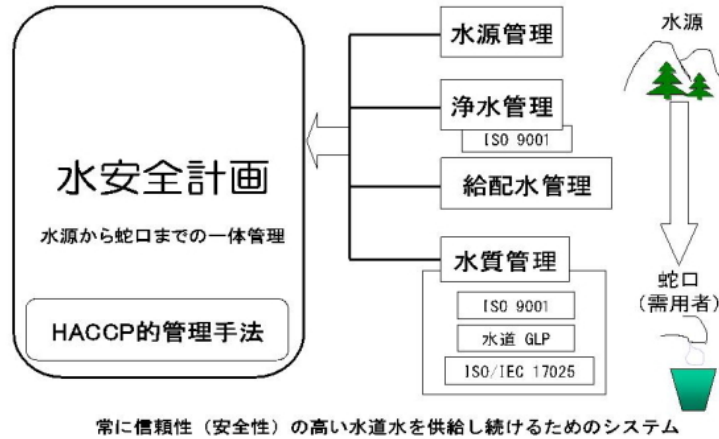 水安全計画
水源から蛇口までの一体管理
HACCP的管理手法
水源管理
浄水管理
ISO 9001
給配水管理
水質管理
ISO 9001
水道 GLP
ISO/IEC 17025
水源
蛇口
(需用者)
常に信頼性（安全性）の高い水道水を供給し続けるためのシステム